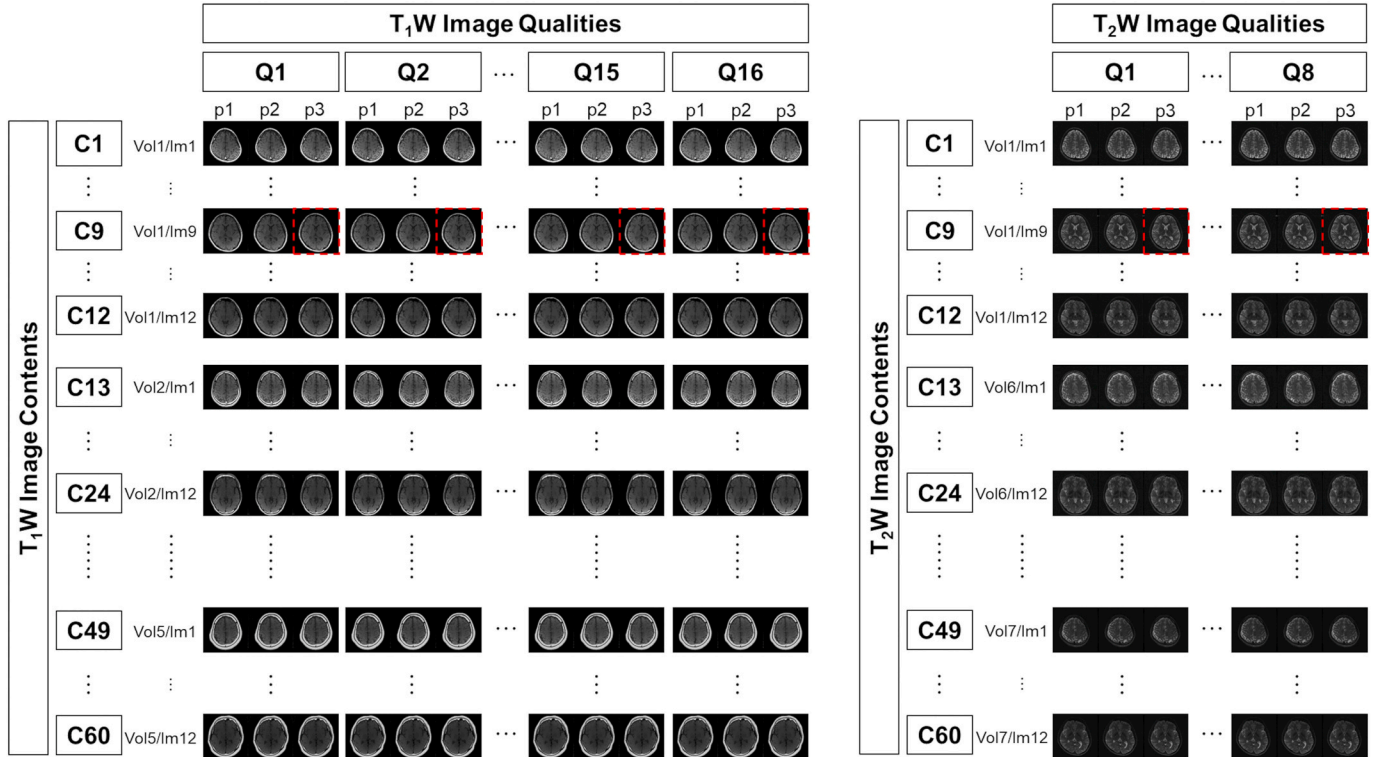 T₁W Image Qualities
Q1 Q2 ... Q15 Q16
p1 p2 p3 p1 p2 p3 p1 p2 p3 p1 p2 p3
T₁W Image Contents
C1 Vol1/Im1 ...
C9 Vol1/Im9 ...
C12 Vol1/Im12 ...
C13 Vol2/Im1 ...
C24 Vol2/Im12 ...
C49 Vol5/Im1 ...
C60 Vol5/Im12 ...
T₂W Image Qualities
Q1 ... Q8
p1 p2 p3 p1 p2 p3
T₂W Image Contents
C1 Vol1/Im1 ...
C9 Vol1/Im9 ...
C12 Vol1/Im12 ...
C13 Vol6/Im1 ...
C24 Vol6/Im12 ...
C49 Vol7/Im1 ...
C60 Vol7/Im12 ...